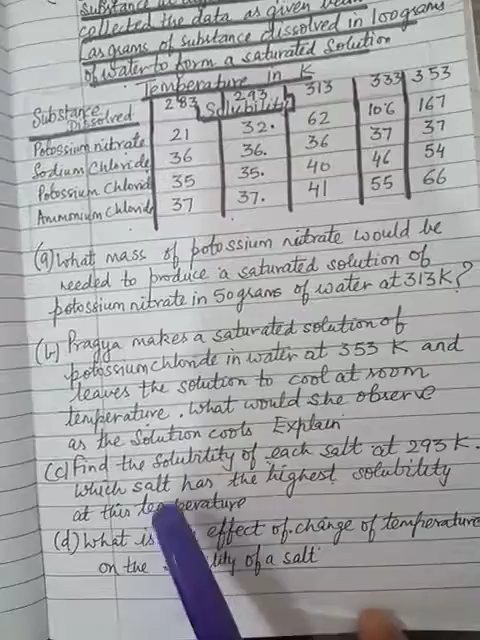 substance
collected the data as given
as grams of substance dissolved in 100 grams
of water to form a saturated Solution
Temperature In K
Substance Dissolved 283 293 313 333 353
Solubility
Potassium nitrate 21 32. 62 106 167
Sodium Chloride 36 36. 36 37 37
Potassium Chlorid 35 35. 40 46 54
Ammonium Chlorid 37 37. 41 55 66
(a) What mass of potassium nitrate would be
needed to produce a saturated solution of
potassium nitrate in 50 grams of water at 313K?
(b) Pragya makes a saturated solution of
potassium chloride in water at 353 K and
leaves the solution to cool at room
temperature. What would she observe
as the Solution cools Explain
(c) Find the solubility of each salt at 293 K.
which salt has the highest solubility
at this temperature
(d) What is effect of change of temperature
on the of a salt